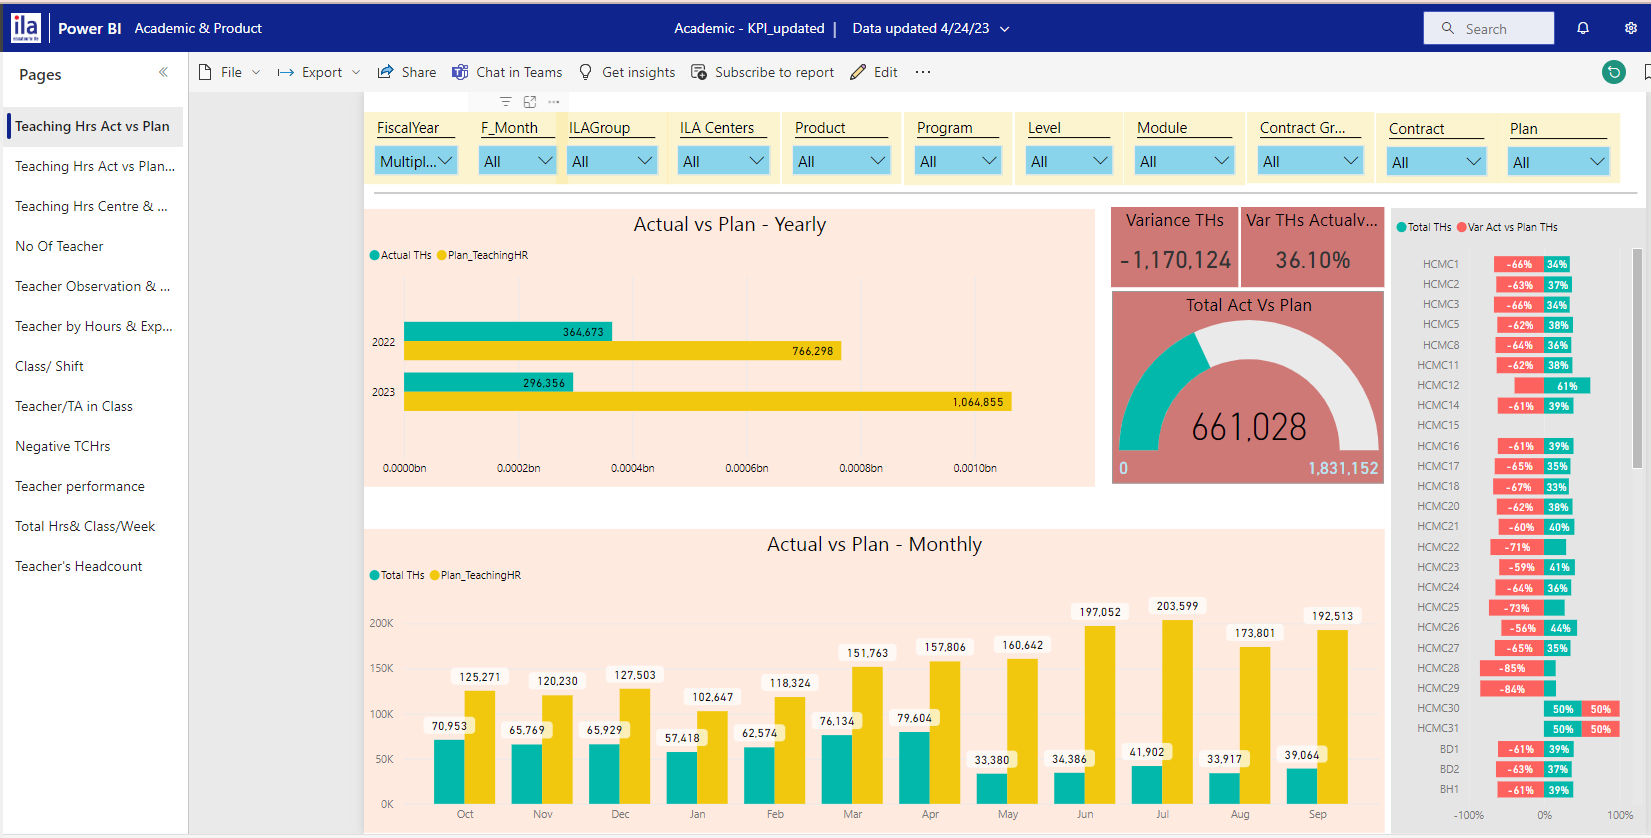 ila
Power BI
Academic & Product
Academic - KPI_updated | Data updated 4/24/23
Search
Pages
File
Export
Share
Chat in Teams
Get insights
Subscribe to report
Edit
Teaching Hrs Act vs Plan
Teaching Hrs Act vs Plan...
Teaching Hrs Centre & ...
No Of Teacher
Teacher Observation & ...
Teacher by Hours & Exp...
Class/ Shift
Teacher/TA in Class
Negative TCHrs
Teacher performance
Total Hrs& Class/Week
Teacher's Headcount
FiscalYear
Multipl...
F_Month
All
ILAGroup
All
ILA Centers
All
Product
All
Program
All
Level
All
Module
All
Contract Gr...
All
Contract
All
Plan
All
Actual vs Plan - Yearly
Actual THs Plan_TeachingHR
2022
364,673
766,298
2023
296,356
1,064,855
0.0000bn 0.0002bn 0.0004bn 0.0006bn 0.0008bn 0.0010bn
Variance THs
-1,170,124
Var THs Actualv...
36.10%
Total Act Vs Plan
661,028
0 1,831,152
Total THs Var Act vs Plan THs
HCMC1 -66% 34%
HCMC2 -63% 37%
HCMC3 -66% 34%
HCMC5 -62% 38%
HCMC8 -64% 36%
HCMC11 -62% 38%
HCMC12 61%
HCMC14 -61% 39%
HCMC15
HCMC16 -61% 39%
HCMC17 -65% 35%
HCMC18 -67% 33%
HCMC20 -62% 38%
HCMC21 -60% 40%
HCMC22 -71%
HCMC23 -59% 41%
HCMC24 -64% 36%
HCMC25 -73%
HCMC26 -56% 44%
HCMC27 -65% 35%
HCMC28 -85%
HCMC29 -84%
HCMC30 50% 50%
HCMC31 50% 50%
BD1 -61% 39%
BD2 -63% 37%
BH1 -61% 39%
-100% 0% 100%
Actual vs Plan - Monthly
Total THs Plan_TeachingHR
200K
150K
100K
50K
0K
70,953 125,271
65,769 120,230
65,929 127,503
57,418 102,647
62,574 118,324
76,134 151,763
79,604 157,806
33,380 160,642
34,386 197,052
41,902 203,599
33,917 173,801
39,064 192,513
Oct Nov Dec Jan Feb Mar Apr May Jun Jul Aug Sep